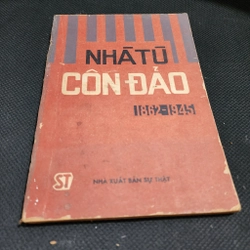 NHÀ TÙ
CÔN ĐẢO
1862-1945
ST
NHÀ XUẤT BẢN SỰ THẬT